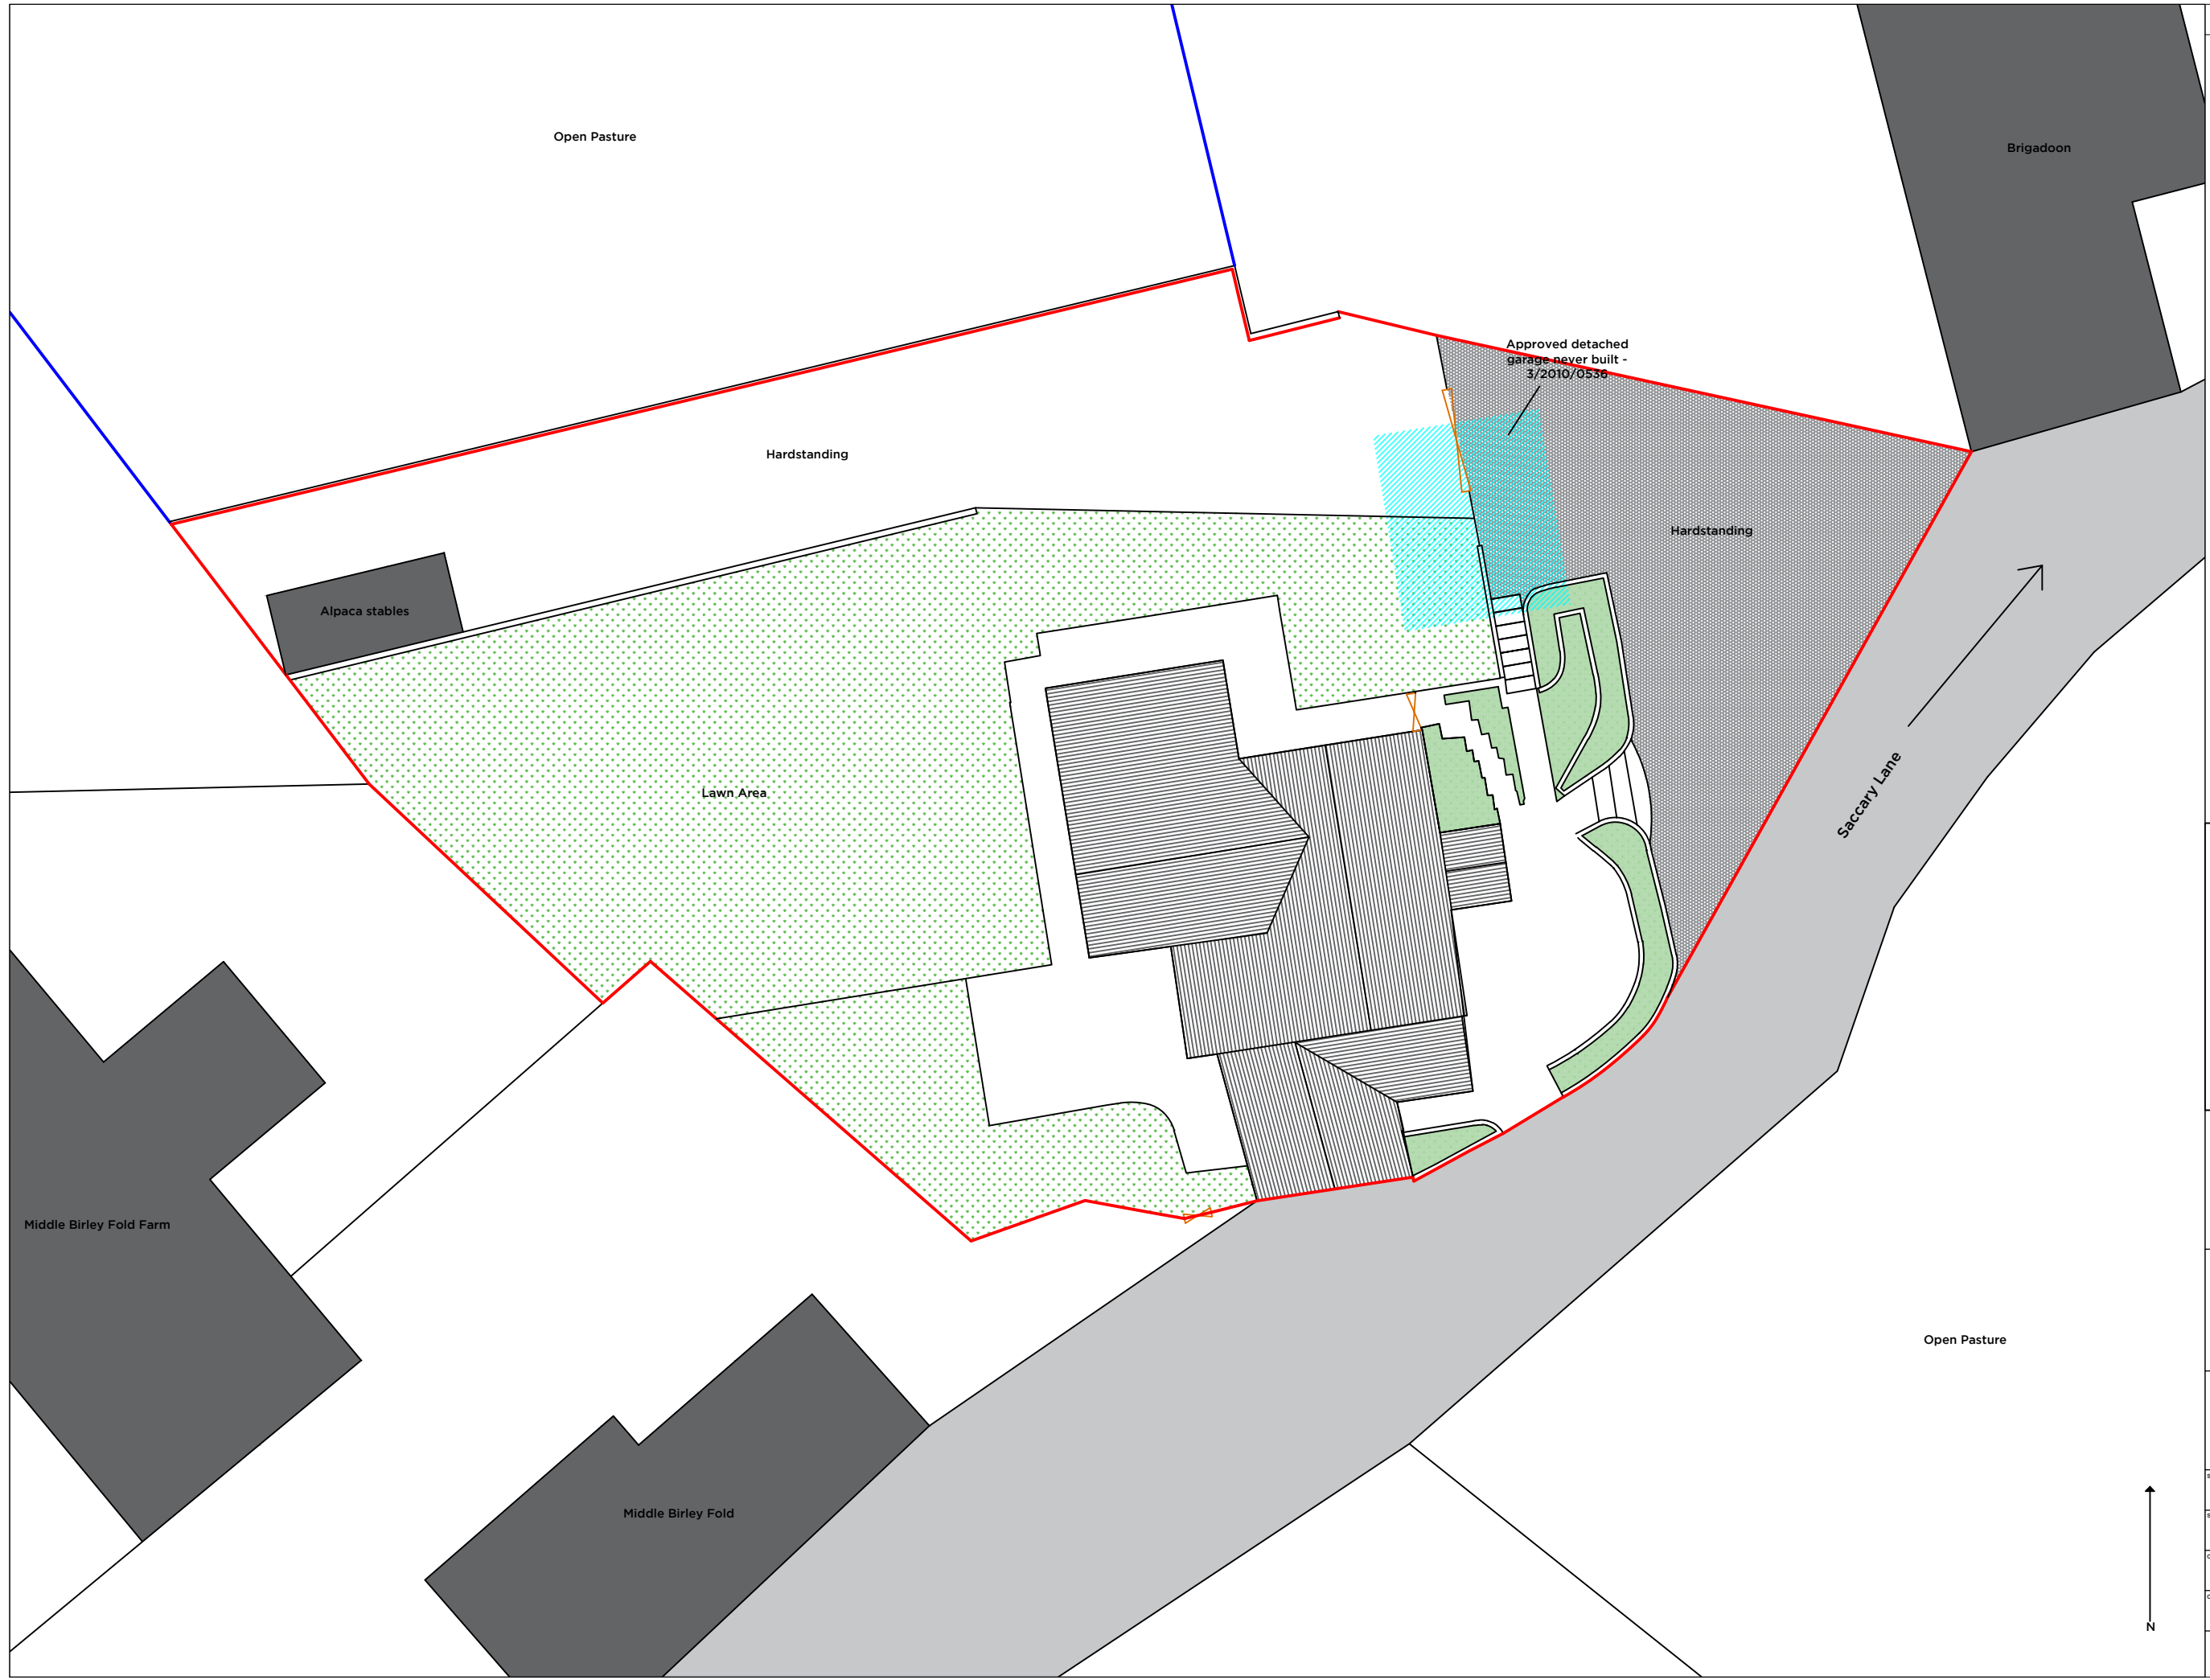 Open Pasture
Brigadoon
Approved detached
garage never built -
3/2010/0536
Hardstanding
Hardstanding
Alpaca stables
Lawn Area
Saccary Lane
Middle Birley Fold Farm
Open Pasture
Middle Birley Fold
N